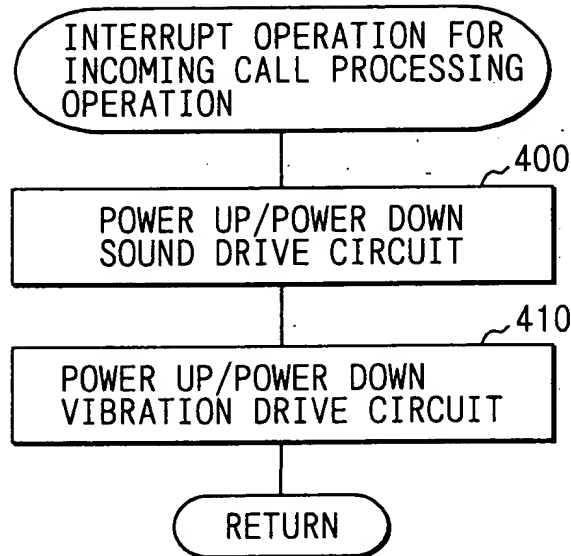 INTERRUPT OPERATION FOR
INCOMING CALL PROCESSING
OPERATION
400
POWER UP/POWER DOWN
SOUND DRIVE CIRCUIT
410
POWER UP/POWER DOWN
VIBRATION DRIVE CIRCUIT
RETURN